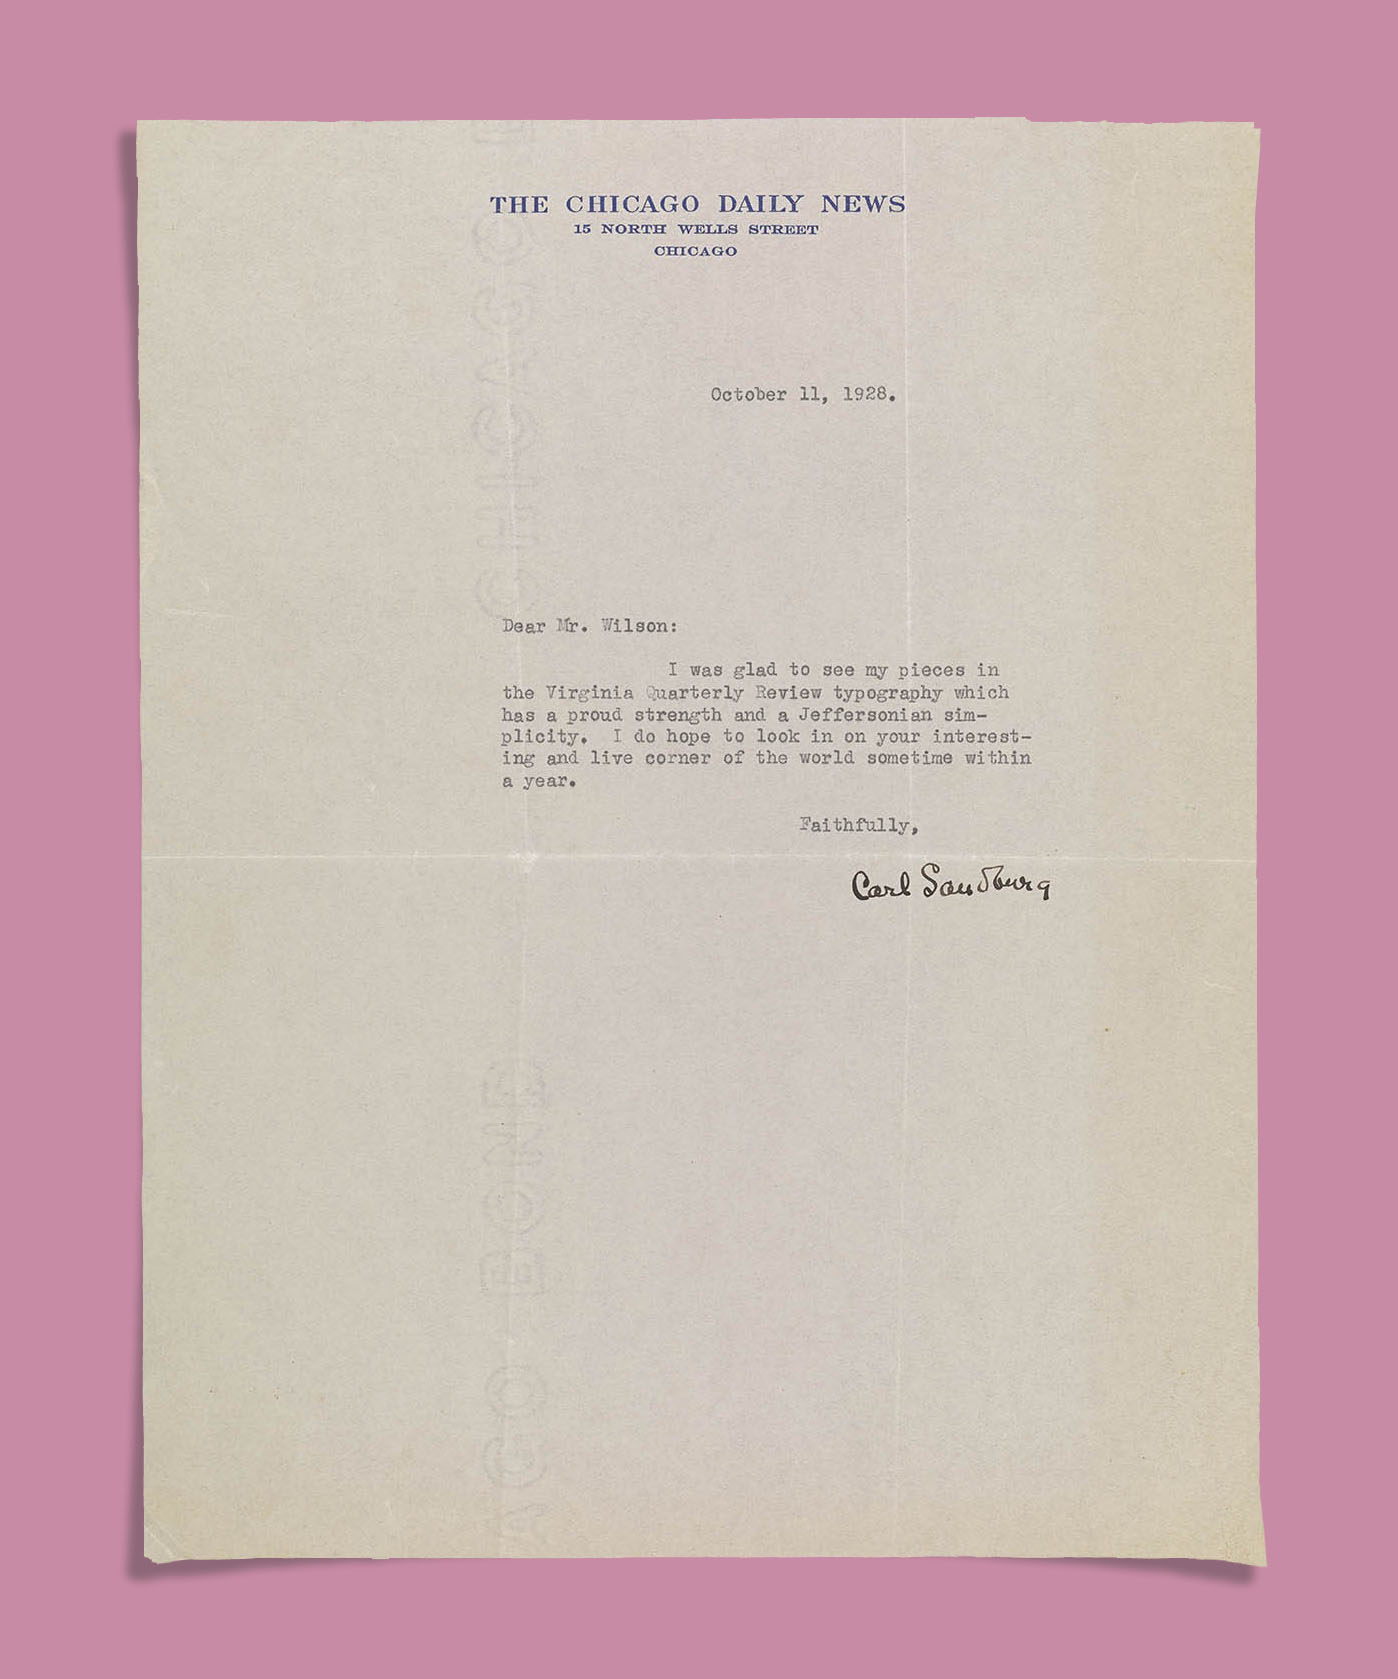 THE CHICAGO DAILY NEWS
15 NORTH WELLS STREET
CHICAGO
October 11, 1928.
Dear Mr. Wilson:
I was glad to see my pieces in
the Virginia Quarterly Review typography which
has a proud strength and a Jeffersonian sim-
plicity. I do hope to look in on your interest-
ing and live corner of the world sometime within
a year.
Faithfully,
Carl Sandburg
CHICAGO